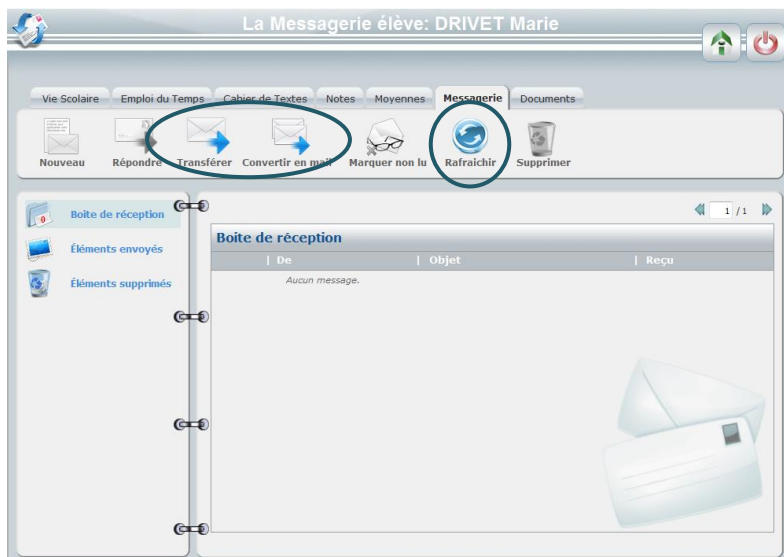 La Messagerie élève: DRIVET Marie
Vie Scolaire Emploi du Temps Cahier de Textes Notes Moyennes Messagerie Documents
Nouveau Répondre Transférer Convertir en mail Marquer non lu Rafraichir Supprimer
0 Boite de réception
Éléments envoyés
Éléments supprimés
1 / 1
Boite de réception
| De | Objet | Reçu
Aucun message.